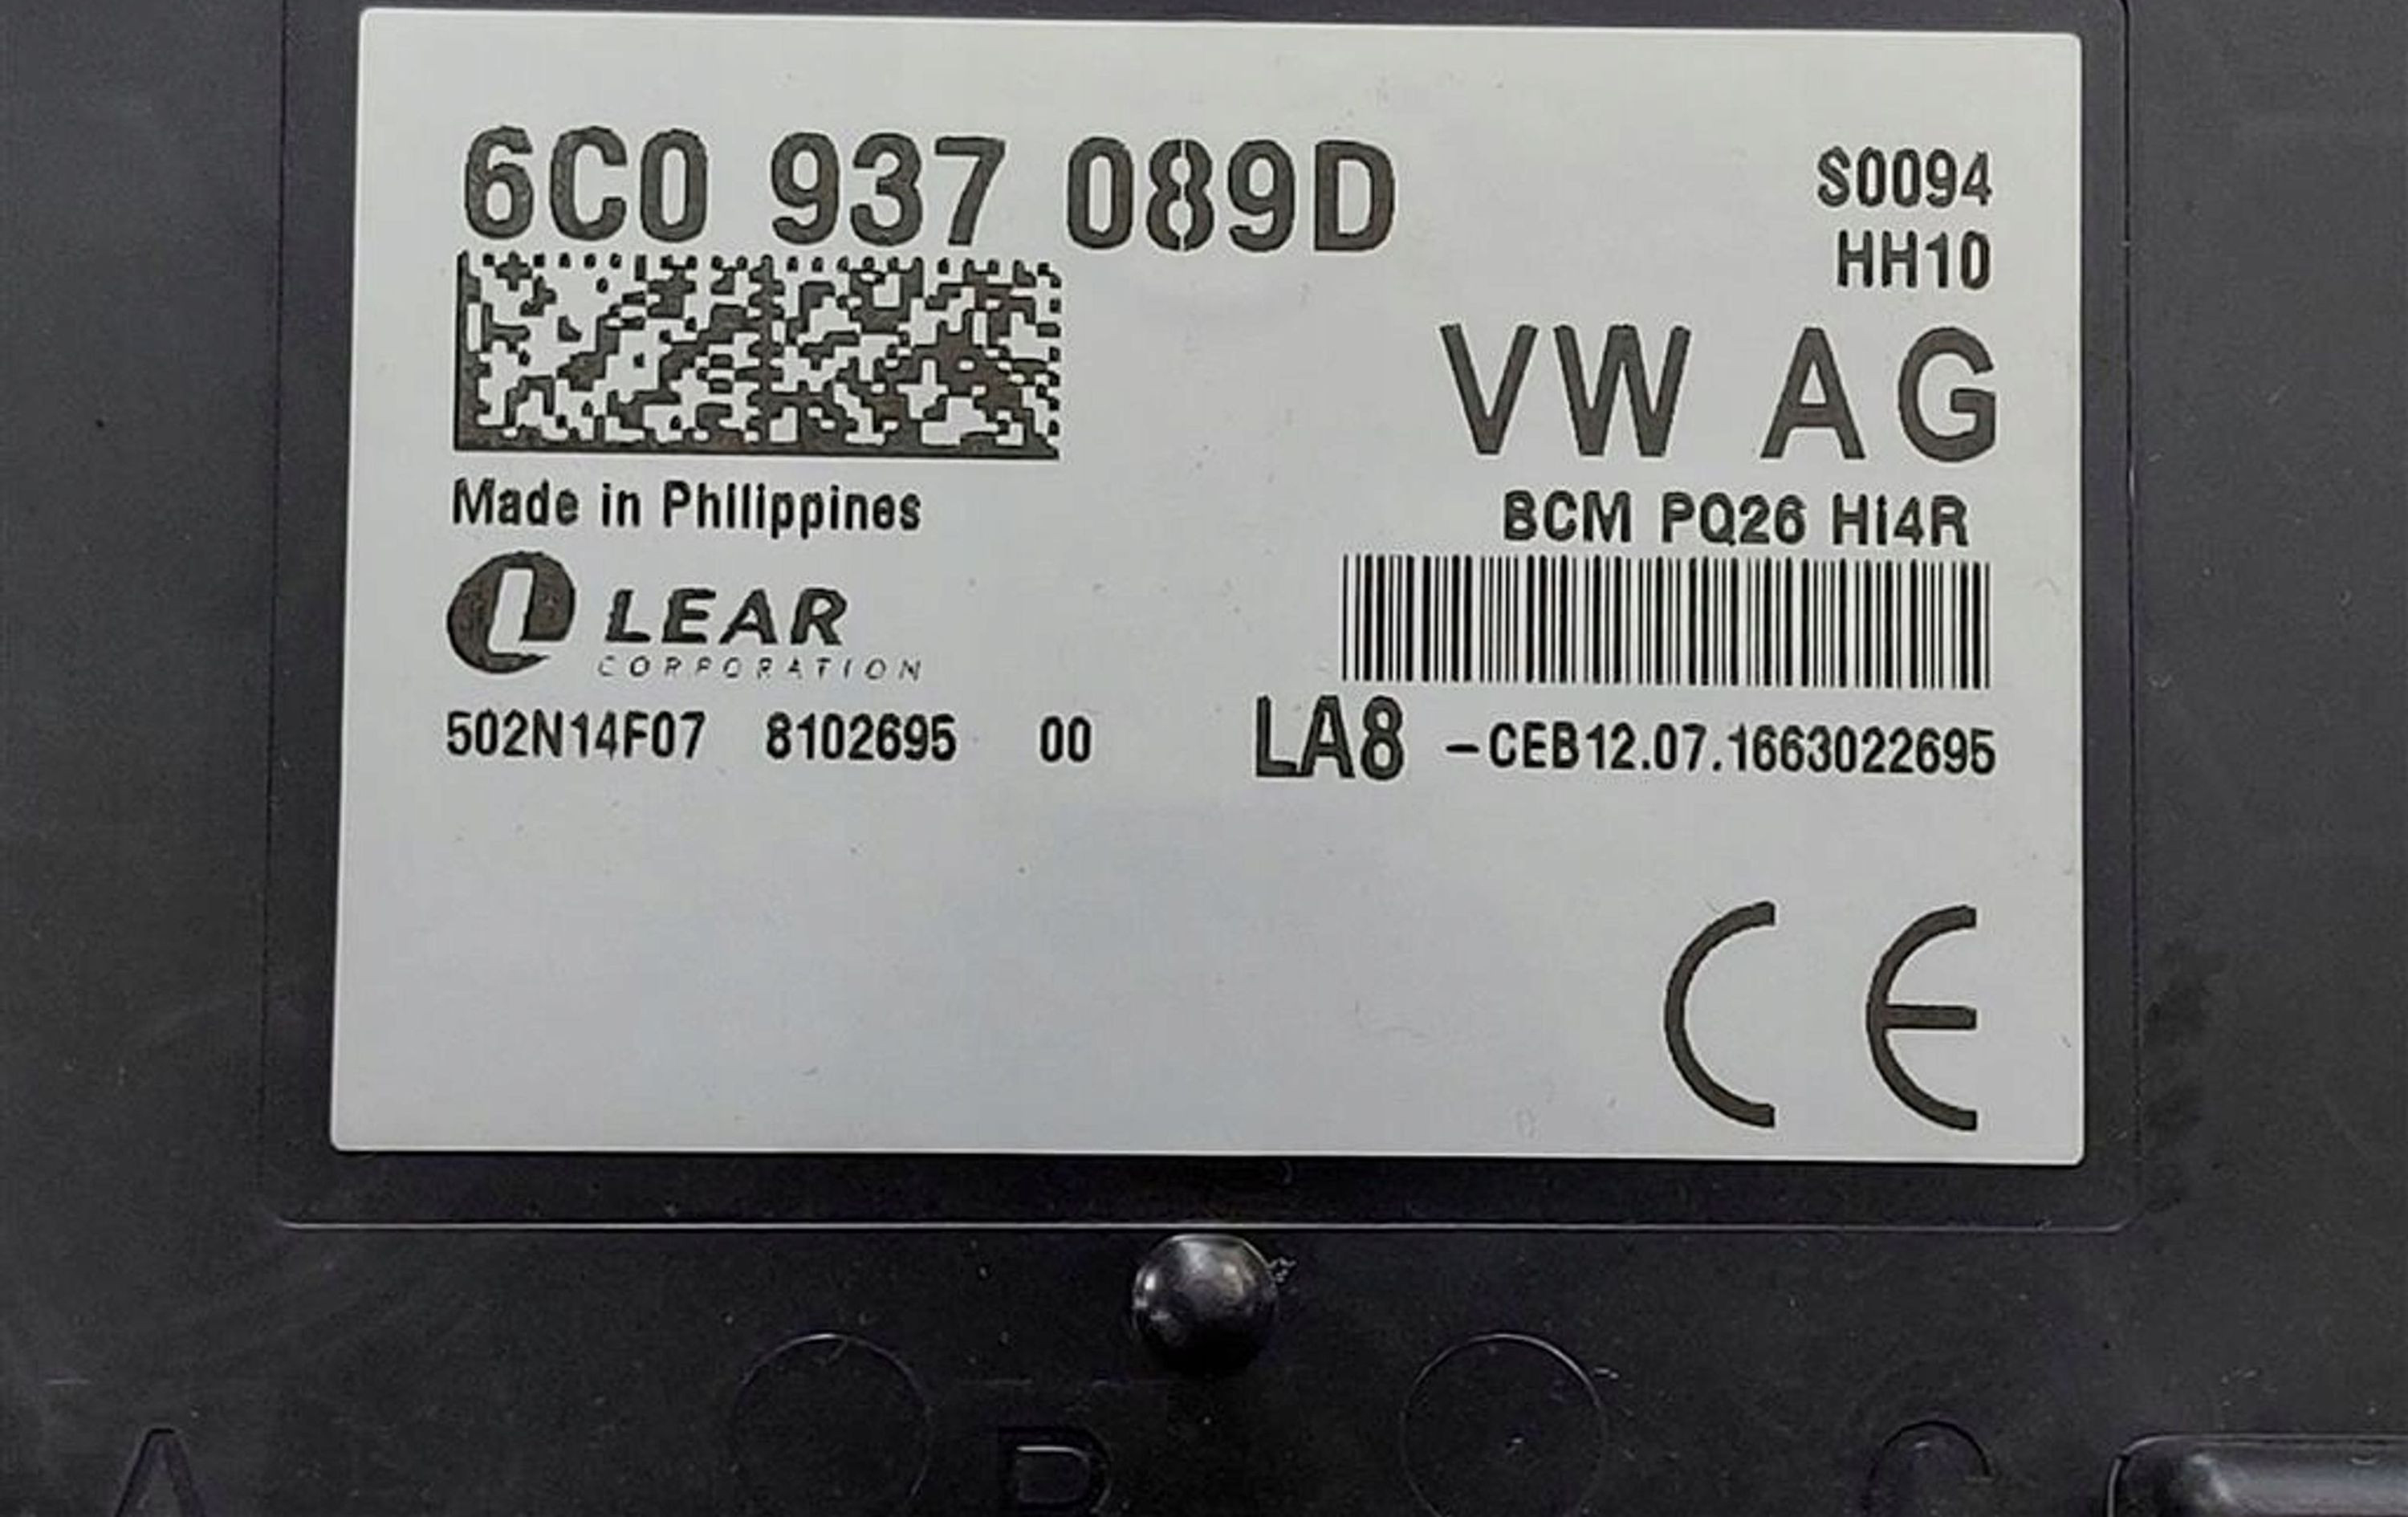 6C0 937 089D
S0094
HH10
VW AG
Made in Philippines
BCM PQ26 Hi4R
LEAR
CORPORATION
502N14F07 8102695 00
LA8 -CEB12.07.1663022695
CE
A B C